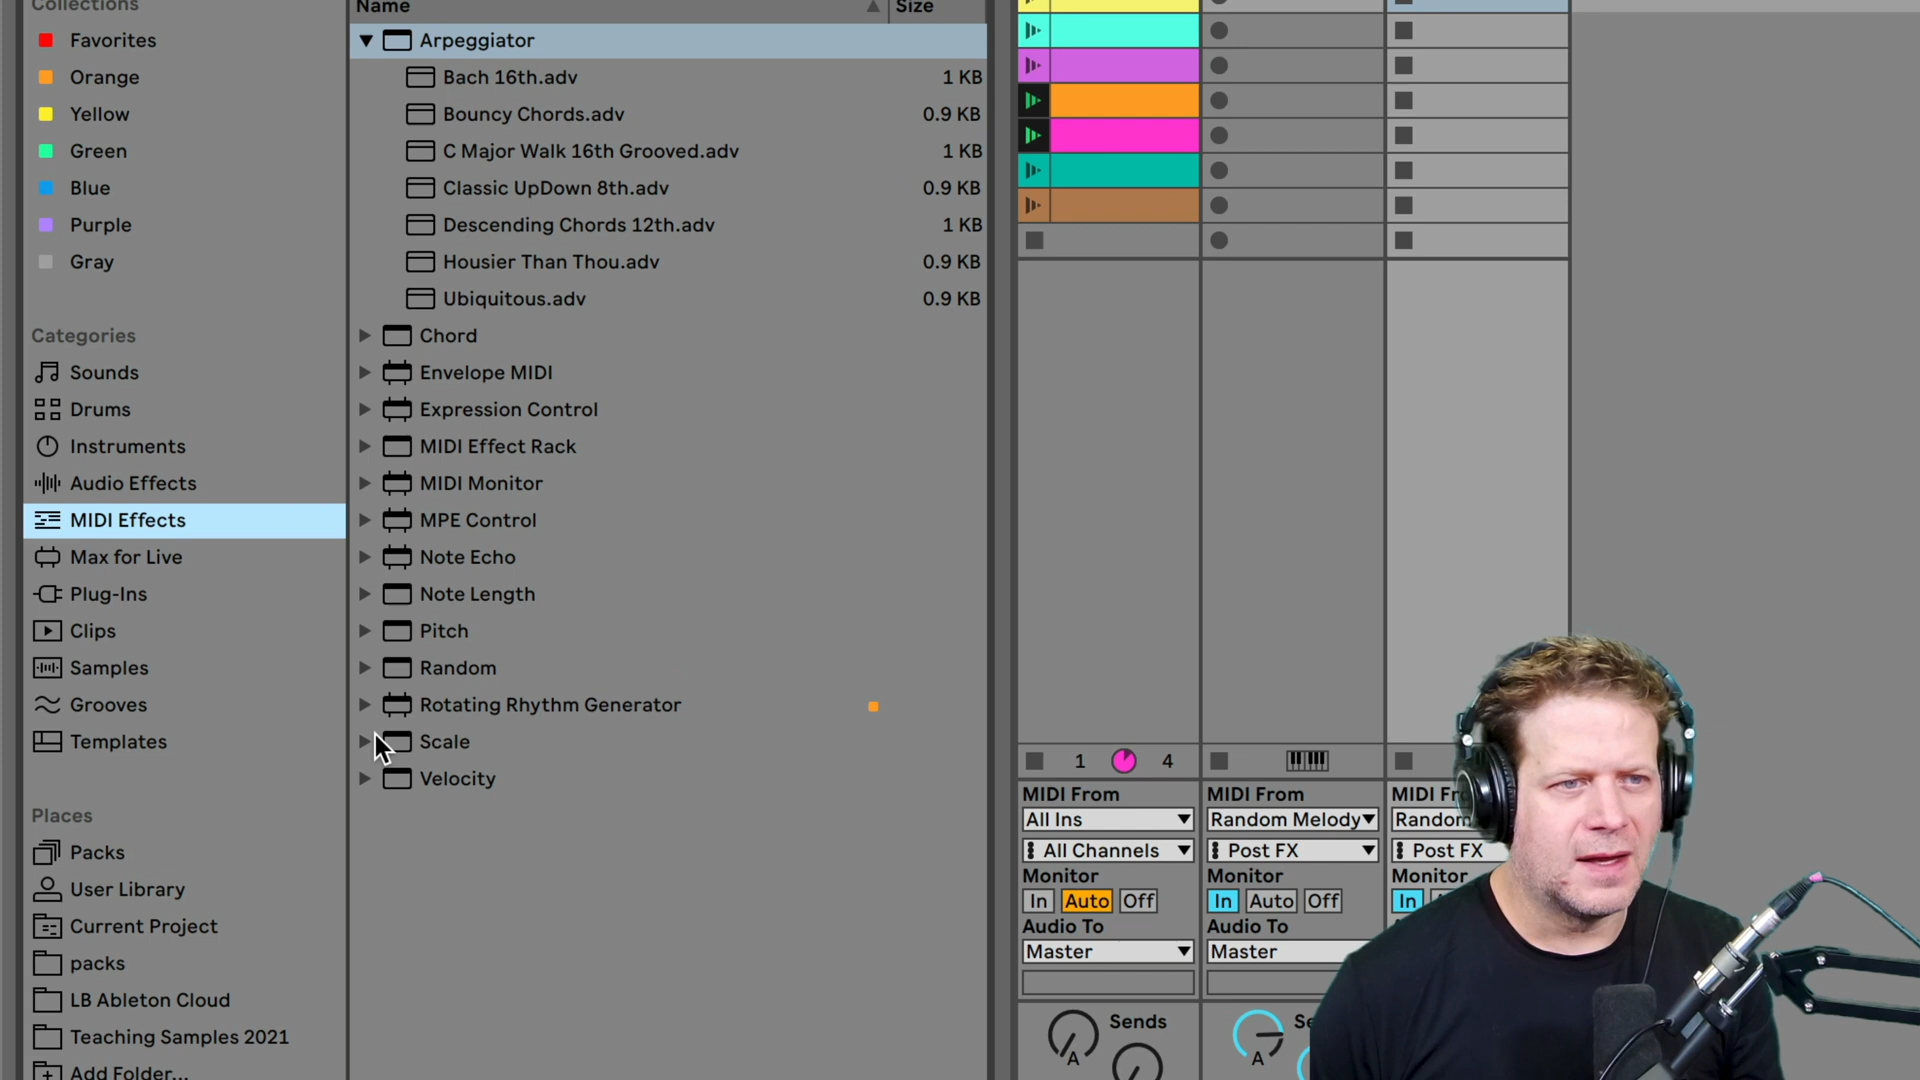 Collections
Favorites
Orange
Yellow
Green
Blue
Purple
Gray
Categories
Sounds
Drums
Instruments
Audio Effects
MIDI Effects
Max for Live
Plug-Ins
Clips
Samples
Grooves
Templates
Places
Packs
User Library
Current Project
packs
LB Ableton Cloud
Teaching Samples 2021
Add Folder...
Name Size
Arpeggiator
Bach 16th.adv 1 KB
Bouncy Chords.adv 0.9 KB
C Major Walk 16th Grooved.adv 1 KB
Classic UpDown 8th.adv 0.9 KB
Descending Chords 12th.adv 1 KB
Housier Than Thou.adv 0.9 KB
Ubiquitous.adv 0.9 KB
Chord
Envelope MIDI
Expression Control
MIDI Effect Rack
MIDI Monitor
MPE Control
Note Echo
Note Length
Pitch
Random
Rotating Rhythm Generator
Scale
Velocity
1 4
MIDI From
All Ins
All Channels
Monitor
In Auto Off
Audio To
Master
Sends
A
MIDI From
Random Melody
Post FX
Monitor
In Auto Off
Audio To
Master
A
MIDI
Random
Post FX
Monitor
In